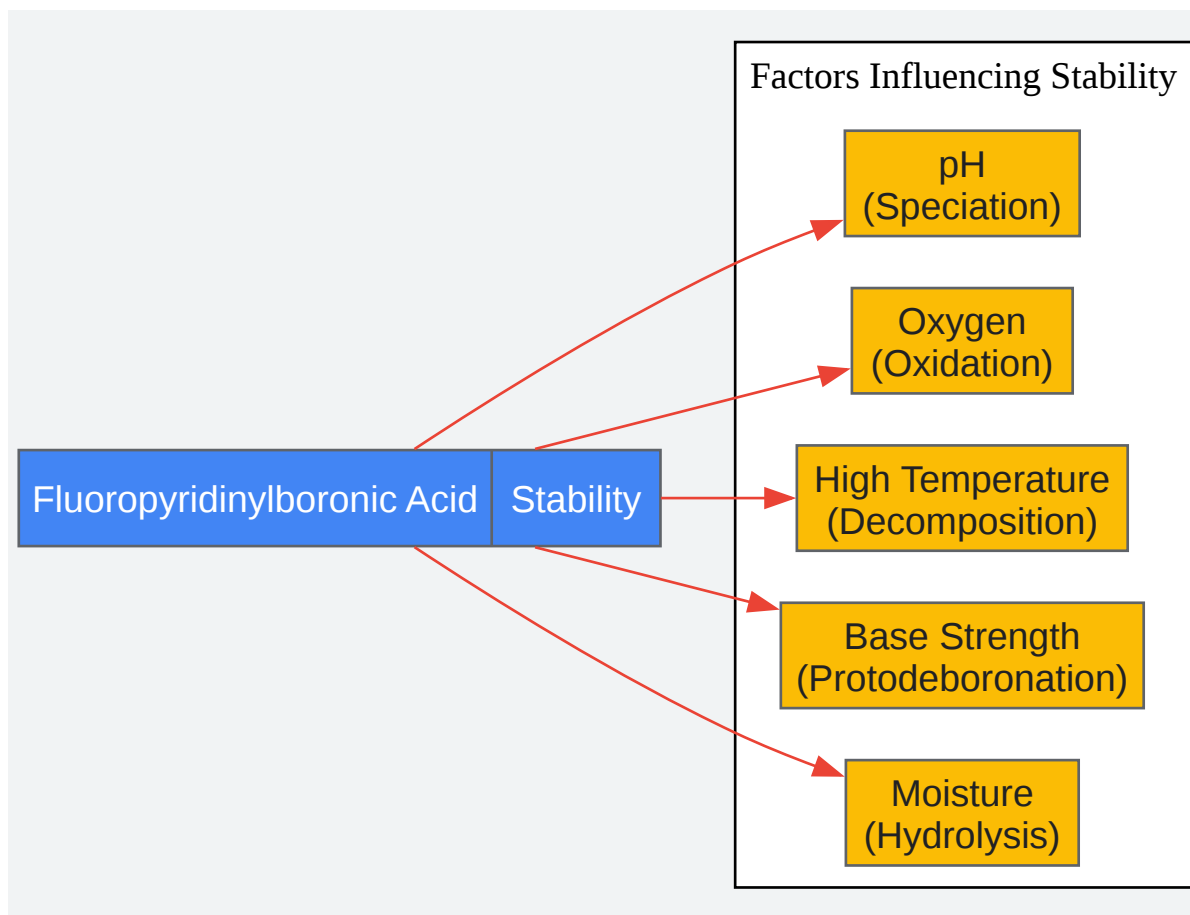 Factors Influencing Stability
pH
(Speciation)
Oxygen
(Oxidation)
Fluoropyridinylboronic Acid
Stability
High Temperature
(Decomposition)
Base Strength
(Protodeboronation)
Moisture
(Hydrolysis)